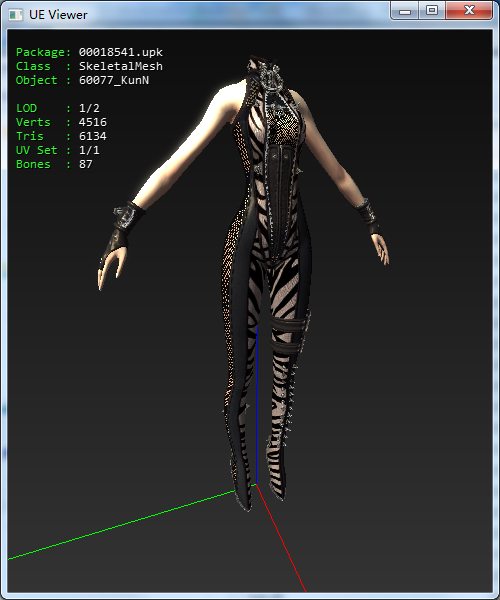 UE Viewer
Package: 00018541.upk
Class  : SkeletalMesh
Object : 60077_KunN
LOD    : 1/2
Verts  : 4516
Tris   : 6134
UV Set : 1/1
Bones  : 87